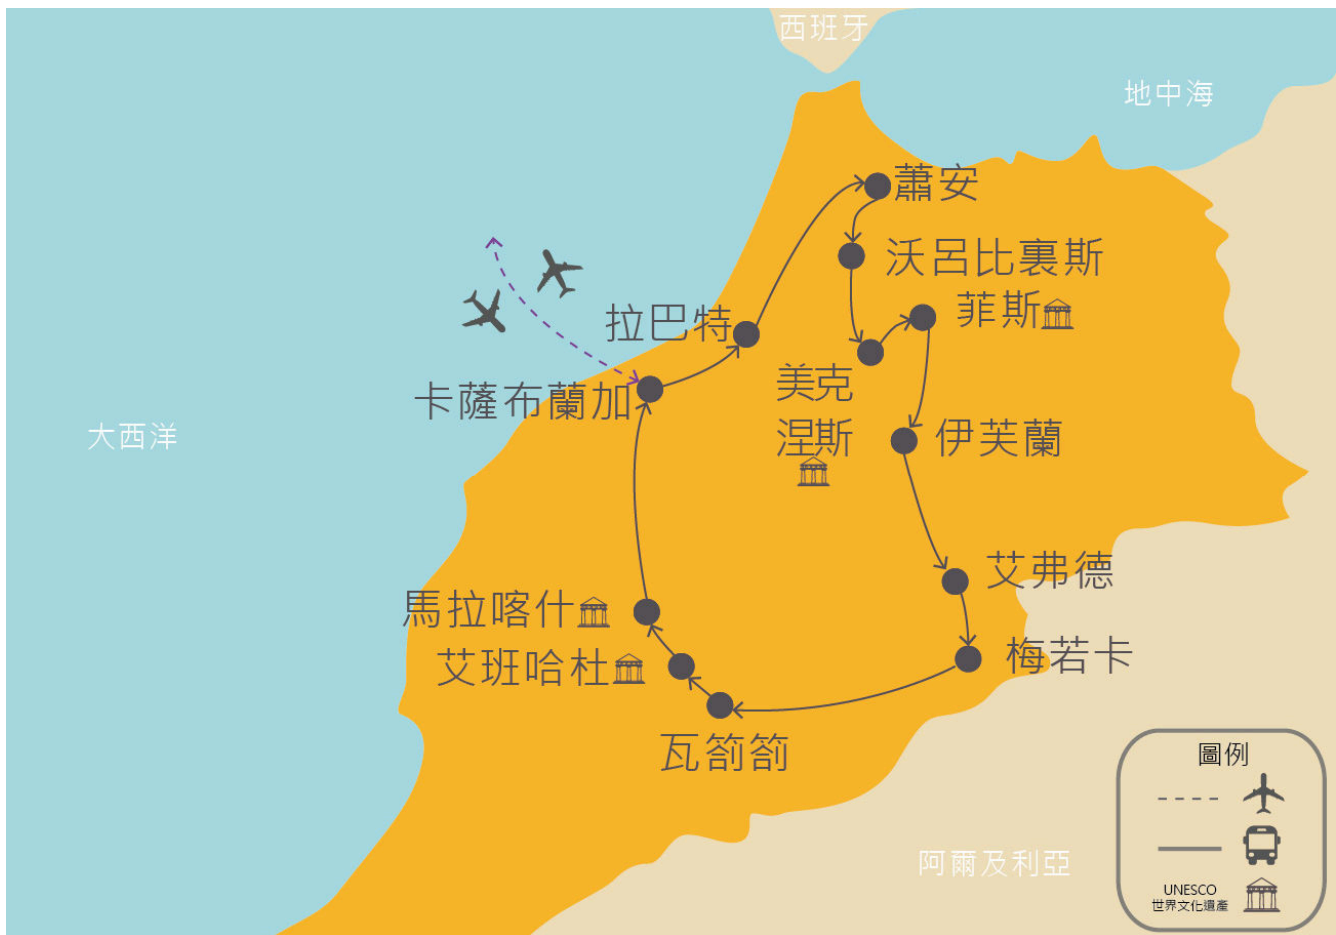 西班牙
地中海
蕭安
沃呂比裏斯
菲斯
拉巴特
美克
涅斯
卡薩布蘭加
大西洋
伊芙蘭
艾弗德
馬拉喀什
梅若卡
艾班哈杜
瓦箚箚
圖例
阿爾及利亞
UNESCO
世界文化遺產